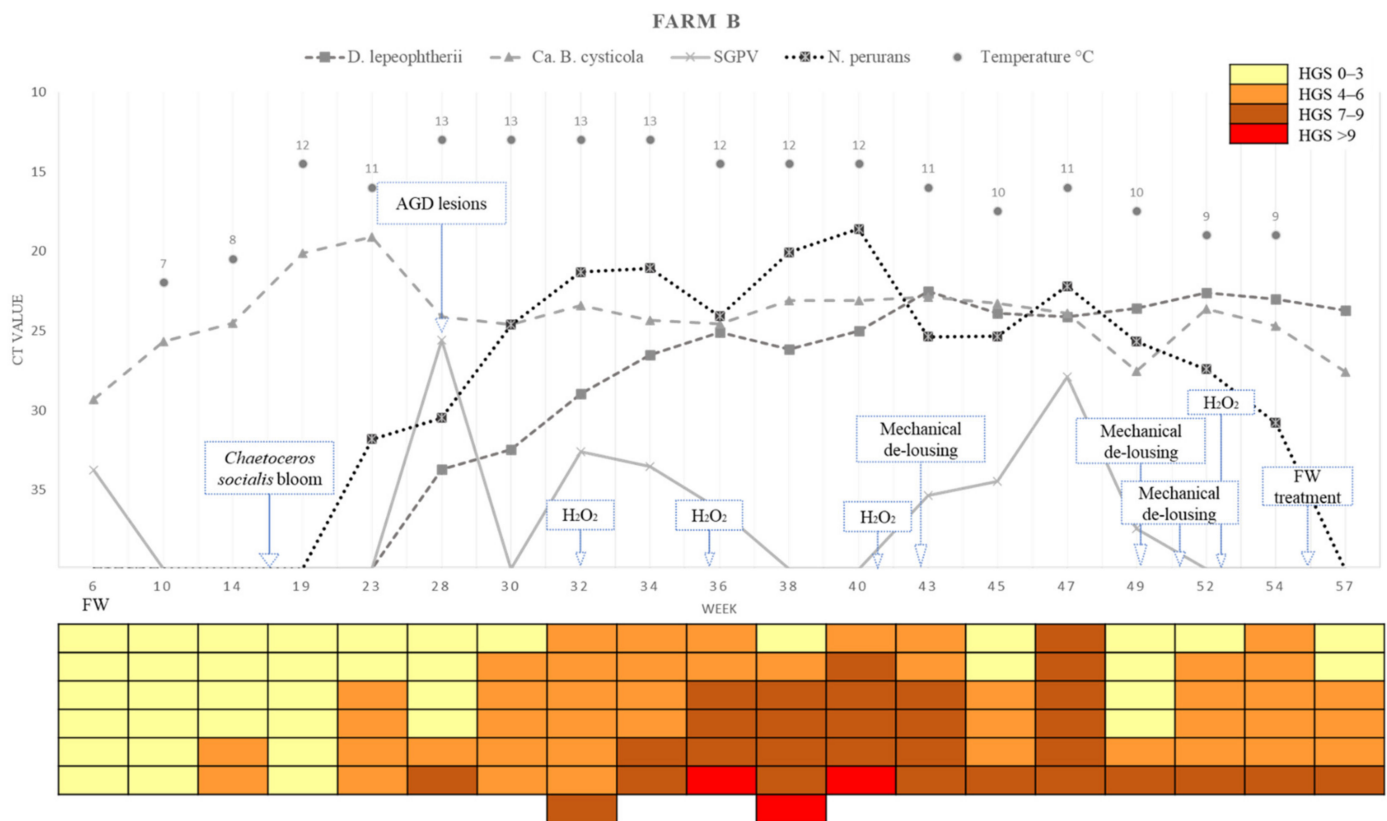 FARM B
D. lepeophtherii Ca. B. cysticola SGPV N. perurans Temperature °C
HGS 0–3
HGS 4–6
HGS 7–9
HGS >9
10
15
20
25
30
35
CT VALUE
7
8
12
11
13
13
13
13
12
12
12
11
10
11
10
9
9
AGD lesions
Chaetoceros
socialis bloom
H2O2
H2O2
H2O2
Mechanical
de-lousing
Mechanical
de-lousing
Mechanical
de-lousing
H2O2
FW
treatment
6 10 14 19 23 28 30 32 34 36 38 40 43 45 47 49 52 54 57
FW
WEEK